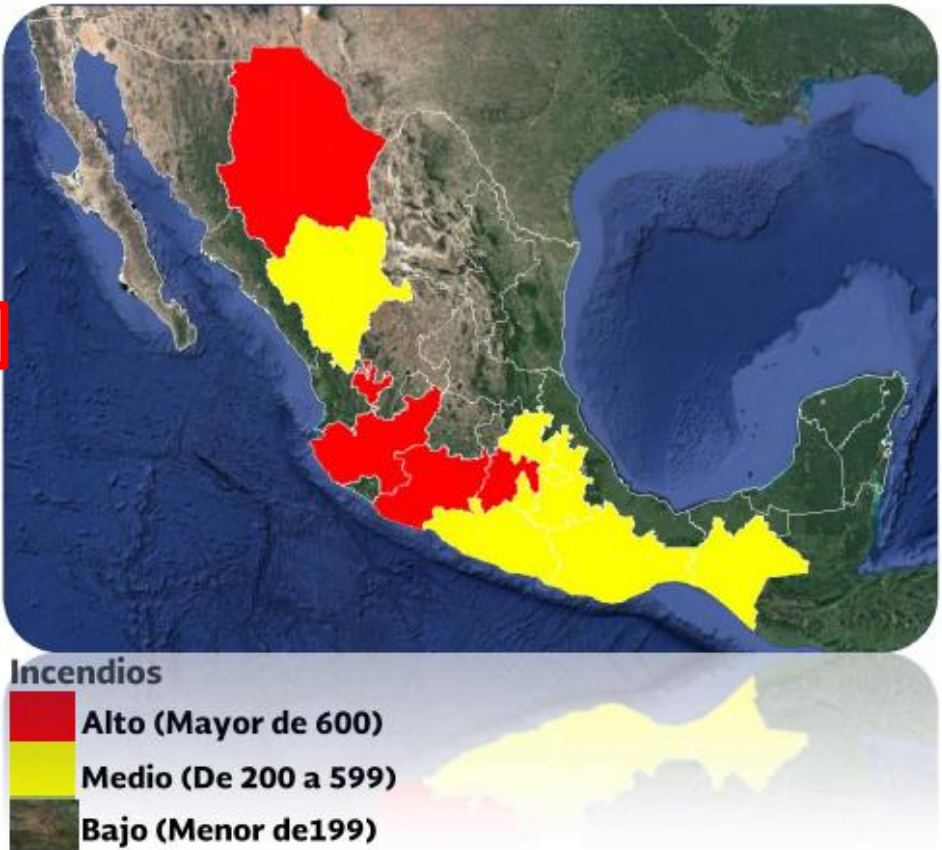 Incendios
Alto (Mayor de 600)
Medio (De 200 a 599)
Bajo (Menor de199)